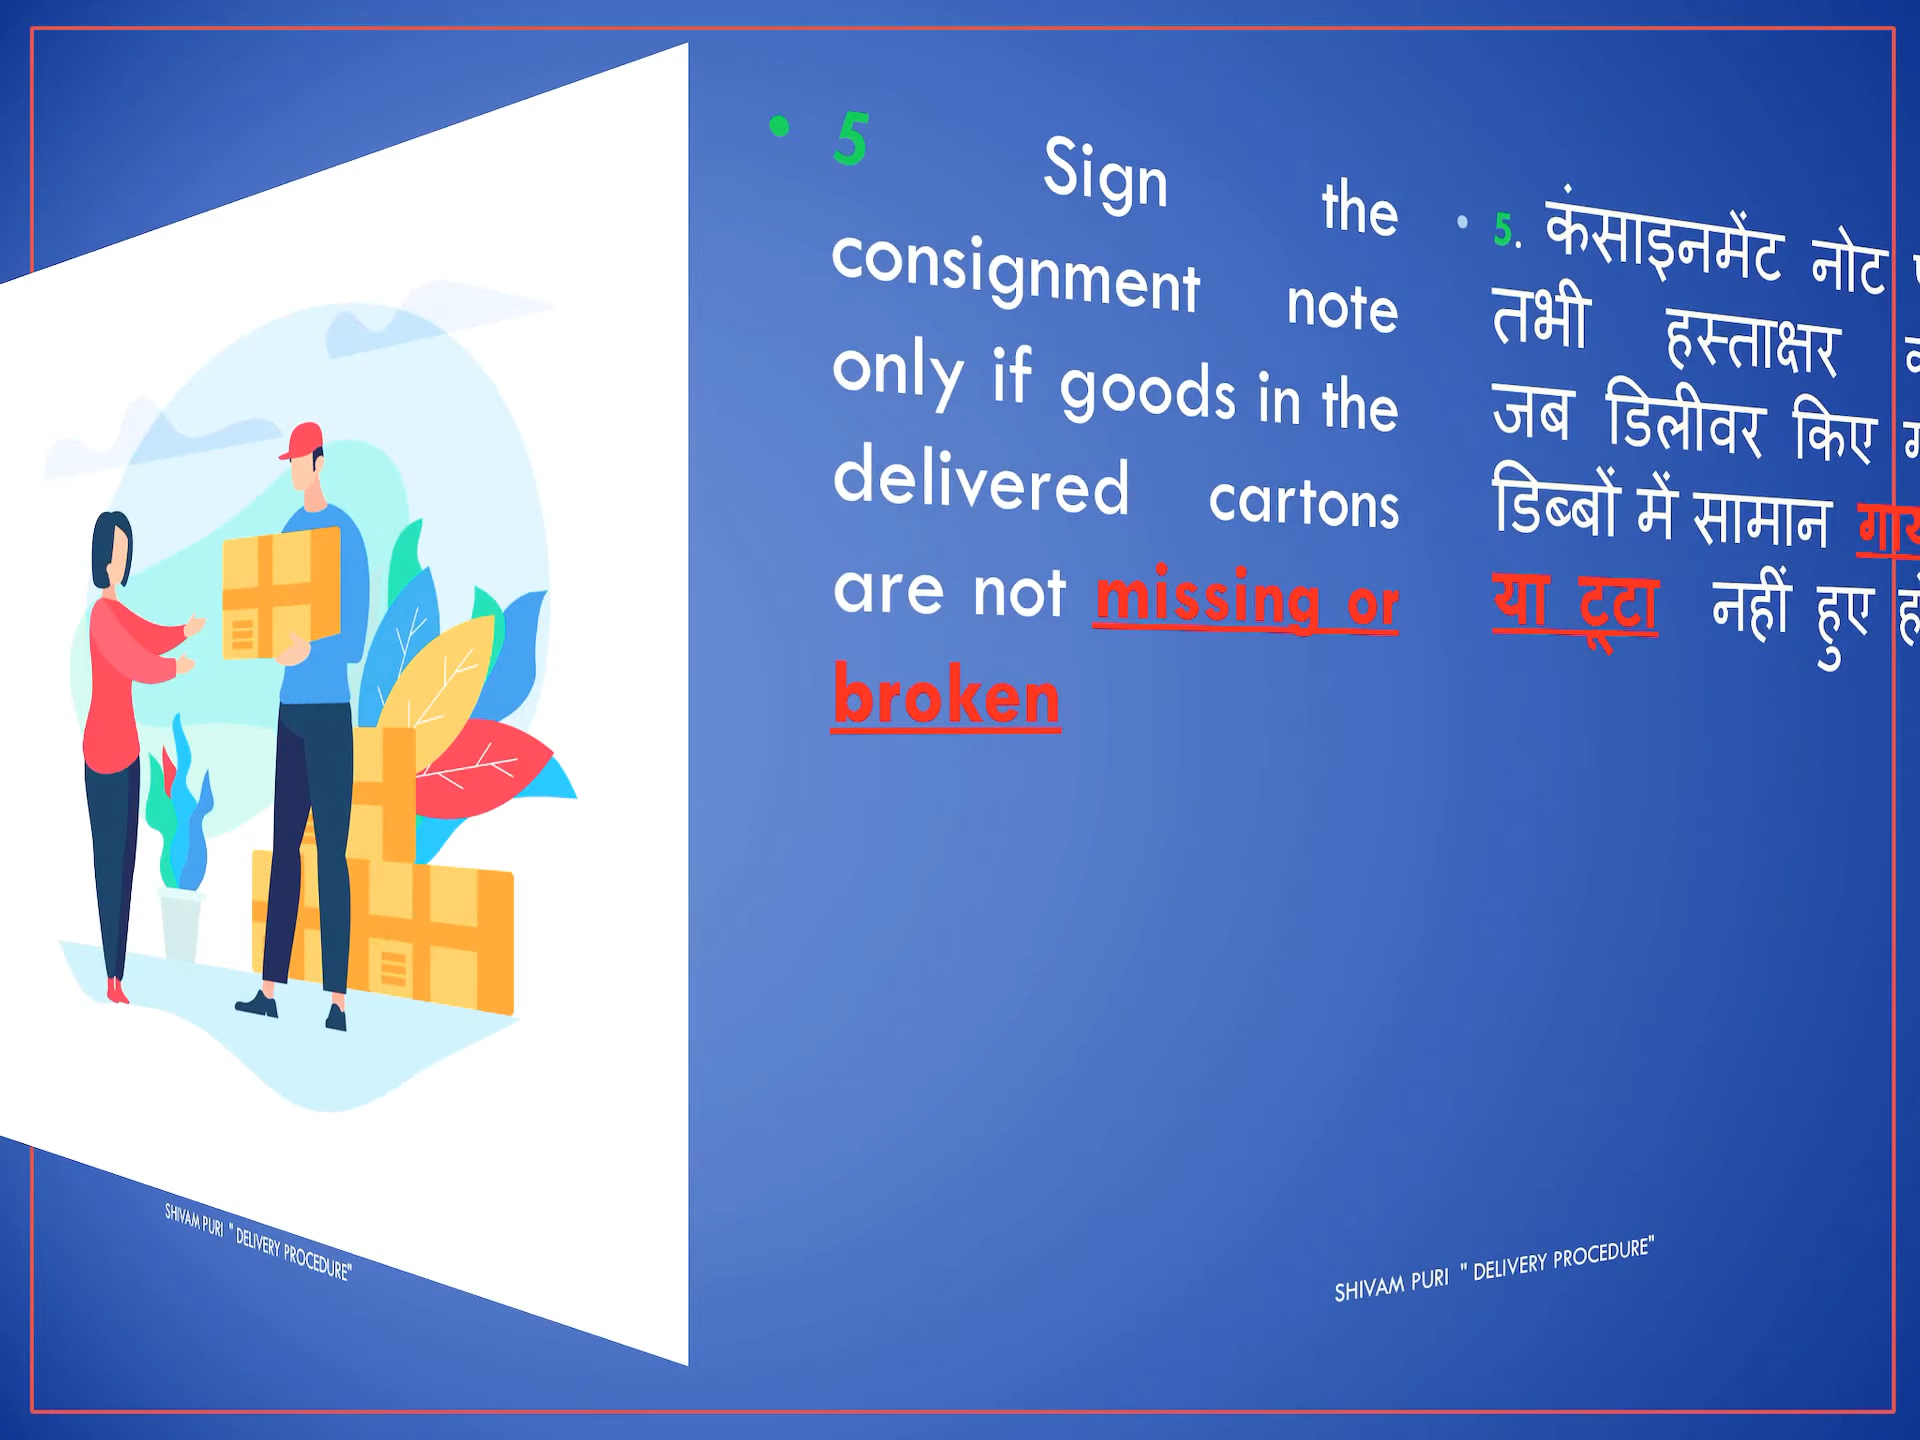 • 5 Sign the
consignment note
only if goods in the
delivered cartons
are not missing or
broken
• 5. कंसाइनमेंट नोट
तभी हस्ताक्षर
जब डिलीवर किए
डिब्बों में सामान
या टूटा नहीं हुए
SHIVAM PURI " DELIVERY PROCEDURE"
SHIVAM PURI " DELIVERY PROCEDURE"